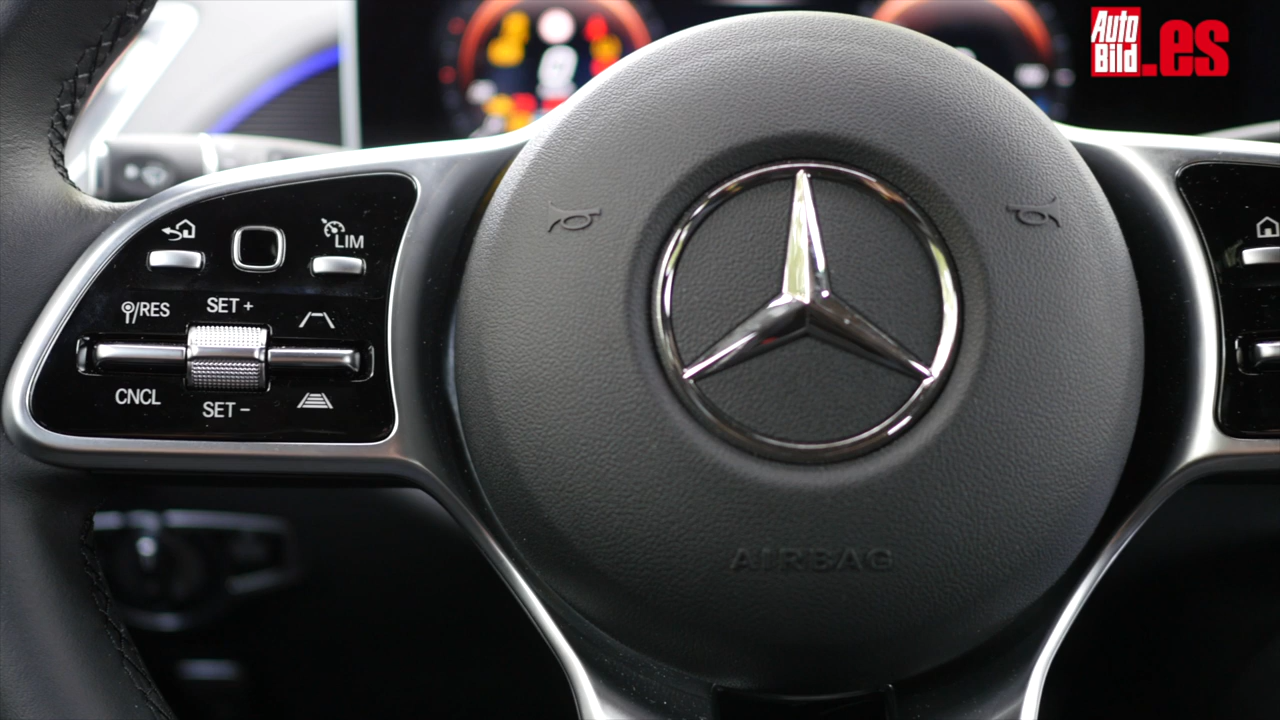 Auto
Bild
.es
LIM
/RES
SET +
CNCL
SET −
AIRBAG